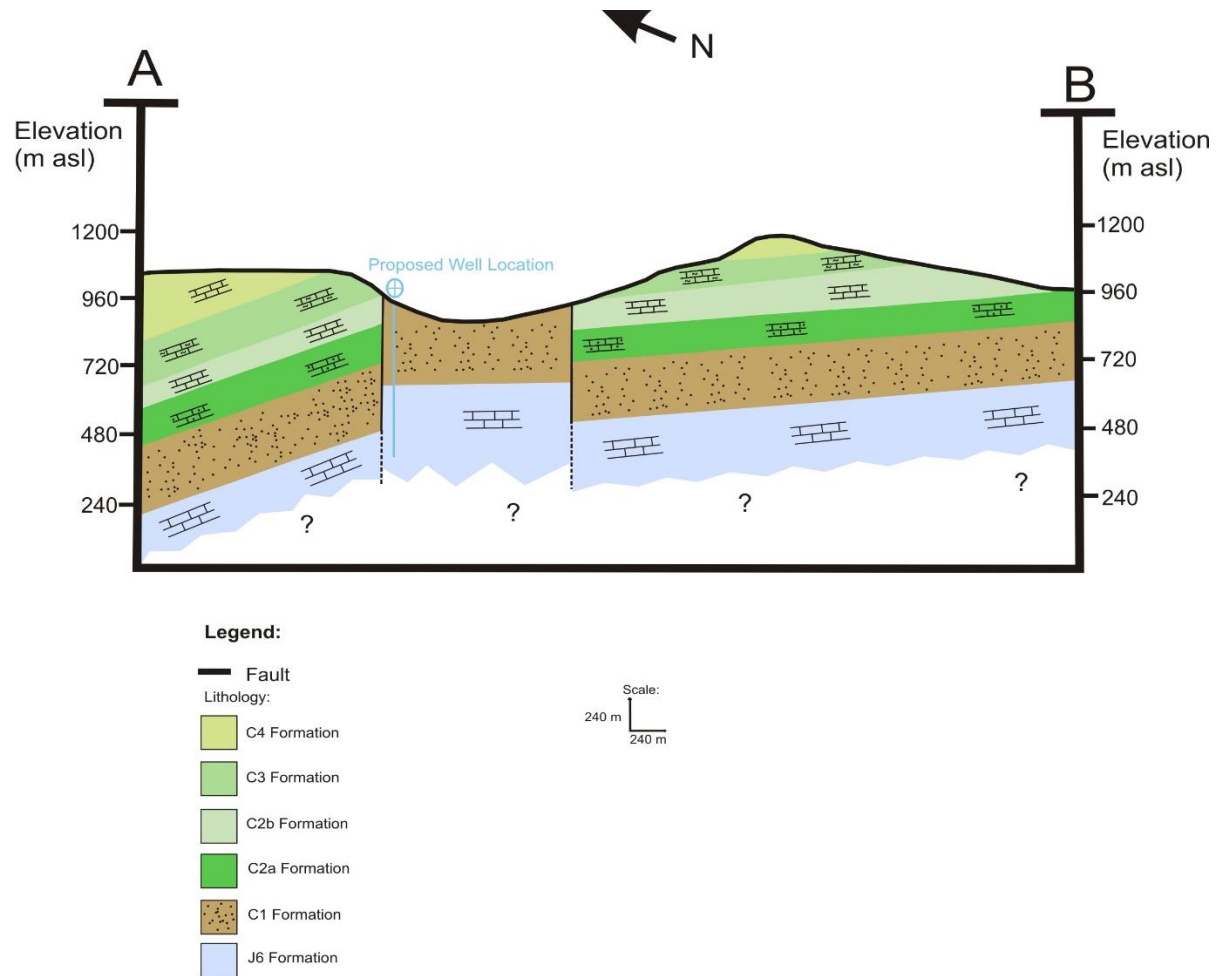 N
A
B
Elevation
(m asl)
Elevation
(m asl)
1200
960
720
480
240
Proposed Well Location
1200
960
720
480
240
?
?
?
?
Legend:
Fault
Lithology:
C4 Formation
C3 Formation
C2b Formation
C2a Formation
C1 Formation
J6 Formation
Scale:
240 m
240 m